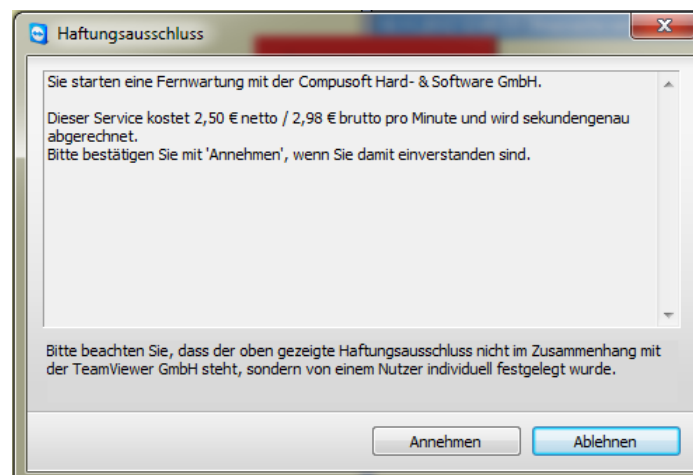 Haftungsausschluss
Sie starten eine Fernwartung mit der Compusoft Hard- & Software GmbH.
Dieser Service kostet 2,50 € netto / 2,98 € brutto pro Minute und wird sekundengenau
abgerechnet.
Bitte bestätigen Sie mit 'Annehmen', wenn Sie damit einverstanden sind.
Bitte beachten Sie, dass der oben gezeigte Haftungsausschluss nicht im Zusammenhang mit
der TeamViewer GmbH steht, sondern von einem Nutzer individuell festgelegt wurde.
Annehmen
Ablehnen